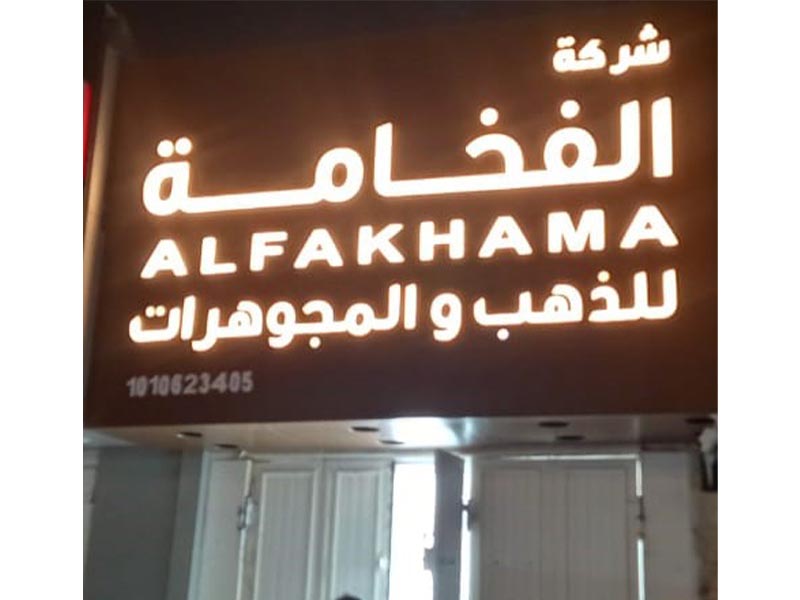 شركة
الفخامة
ALFAKHAMA
للذهب و المجوهرات
1010623405